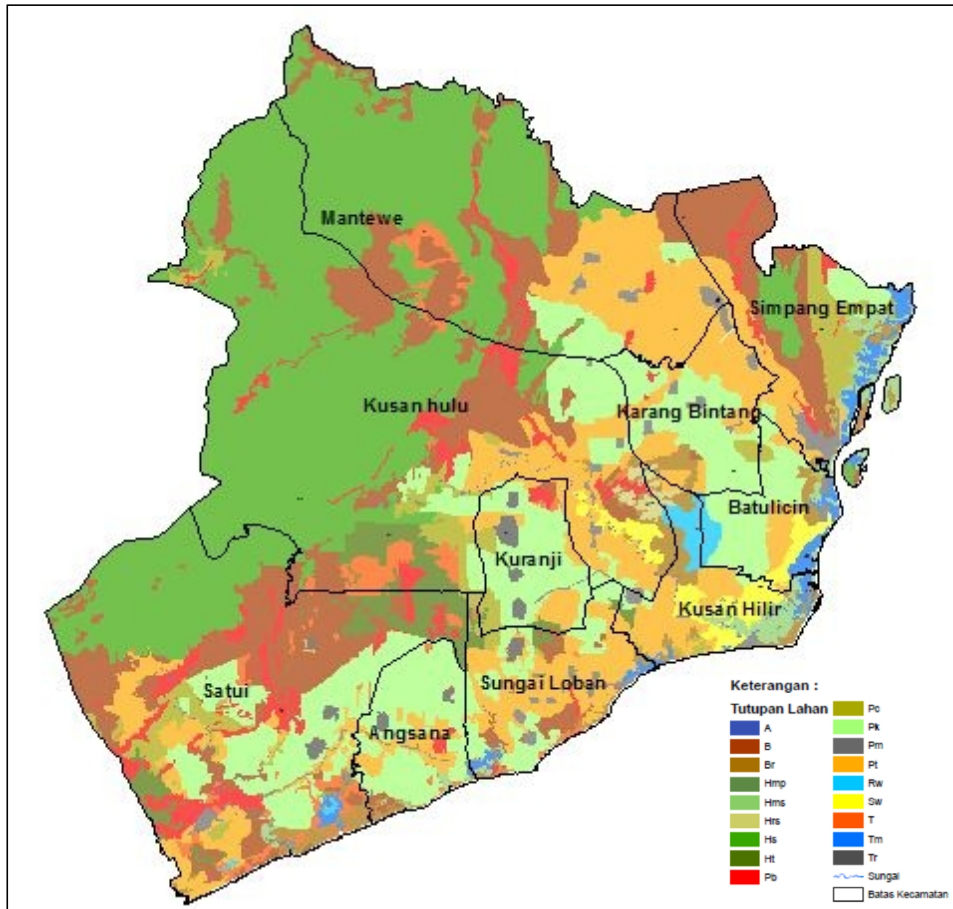 Mantewe
Simpang Empat
Kusan hulu
Karang Bintang
Batulicin
Kuranji
Kusan Hilir
Satui
Sungai Loban
Angsana
Keterangan :
Tutupan Lahan
A
B
Br
Hmp
Hms
Hrs
Hs
Ht
Pb
Pc
Pk
Pm
Pt
Rw
Sw
T
Tm
Tr
Sungai
Batas Kecamatan